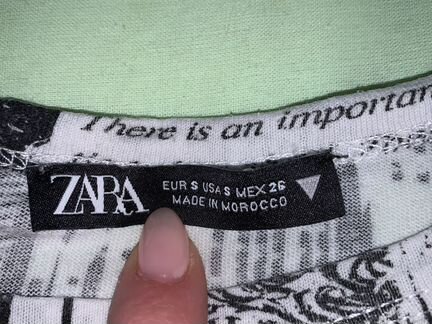 There is an importan
ZARA
EUR S USA S MEX 26
MADE IN MOROCCO